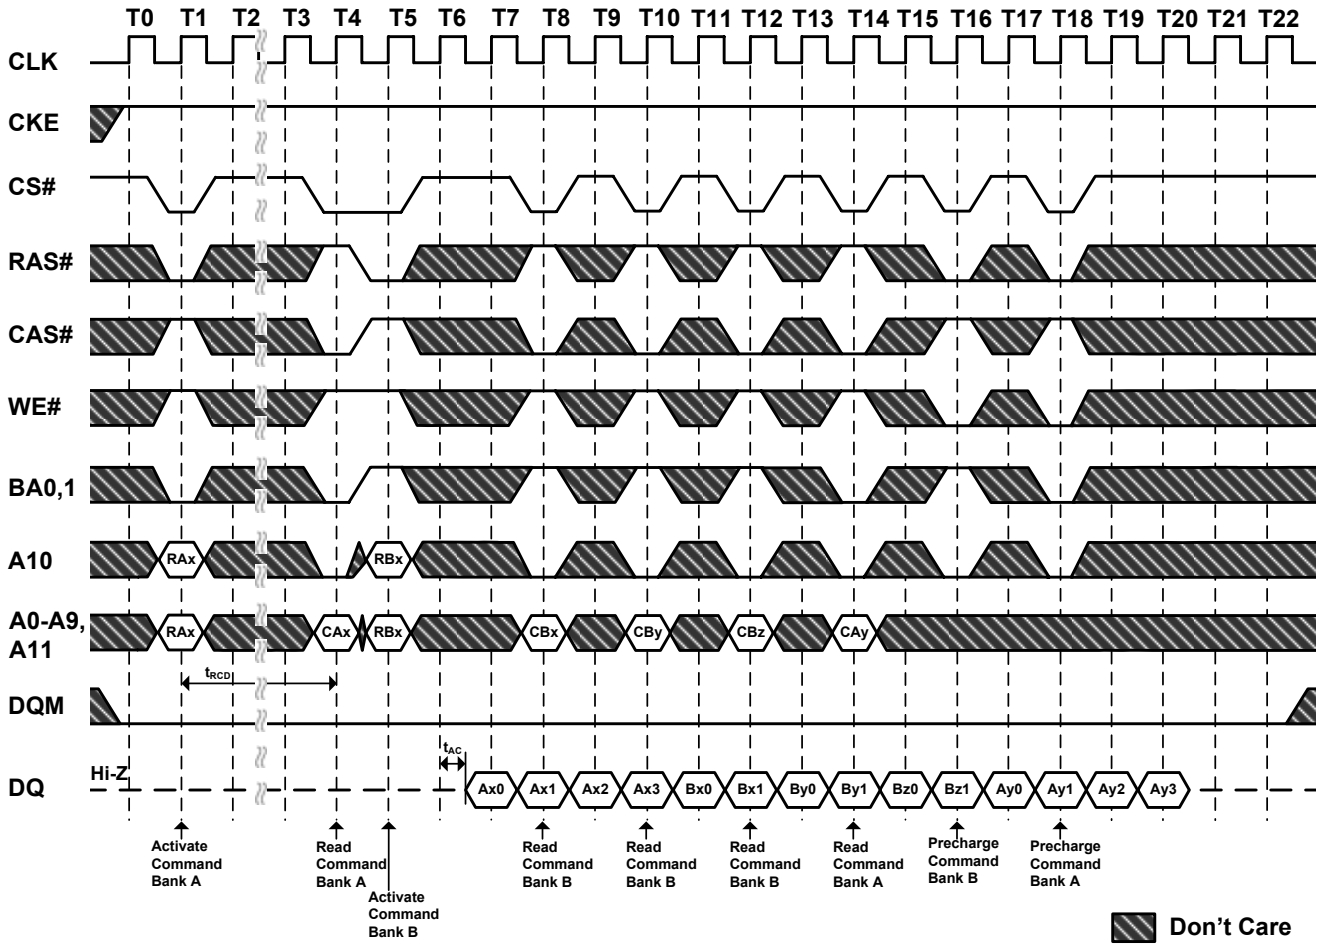 T0 T1 T2 T3 T4 T5 T6 T7 T8 T9 T10 T11 T12 T13 T14 T15 T16 T17 T18 T19 T20 T21 T22
CLK
CKE
CS#
RAS#
CAS#
WE#
BA0,1
A10
RAx RBx
A0-A9,
A11
RAx CAx RBx CBx CBy CBz CAy
tRCD
DQM
tAC
Hi-Z
DQ
Ax0 Ax1 Ax2 Ax3 Bx0 Bx1 By0 By1 Bz0 Bz1 Ay0 Ay1 Ay2 Ay3
Activate
Command
Bank A
Read
Command
Bank A
Activate
Command
Bank B
Read
Command
Bank B
Read
Command
Bank B
Read
Command
Bank B
Read
Command
Bank A
Precharge
Command
Bank B
Precharge
Command
Bank A
Don't Care